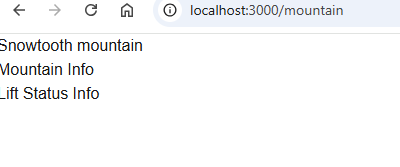 localhost:3000/mountain
Snowtooth mountain
Mountain Info
Lift Status Info